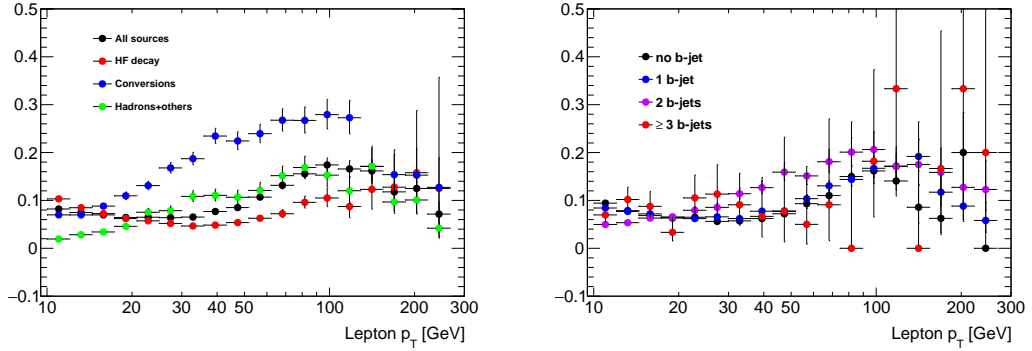 0.5
0.4
0.3
0.2
0.1
0
−0.1
All sources
HF decay
Conversions
Hadrons+others
10 20 30 40 50 100 200 300
Lepton p_T [GeV]
0.5
0.4
0.3
0.2
0.1
0
−0.1
no b-jet
1 b-jet
2 b-jets
≥ 3 b-jets
10 20 30 40 50 100 200 300
Lepton p_T [GeV]